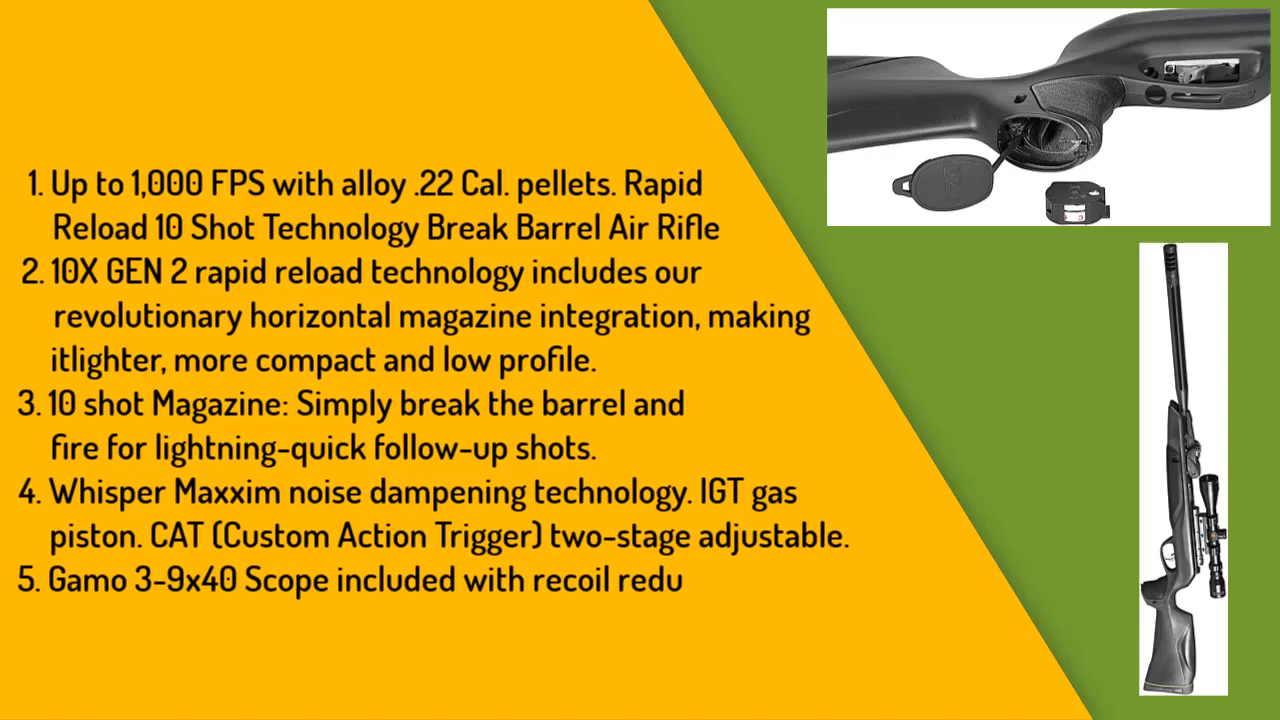 1. Up to 1,000 FPS with alloy .22 Cal. pellets. Rapid
Reload 10 Shot Technology Break Barrel Air Rifle
2. 10X GEN 2 rapid reload technology includes our
revolutionary horizontal magazine integration, making
itlighter, more compact and low profile.
3. 10 shot Magazine: Simply break the barrel and
fire for lightning-quick follow-up shots.
4. Whisper Maxxim noise dampening technology. IGT gas
piston. CAT (Custom Action Trigger) two-stage adjustable.
5. Gamo 3-9x40 Scope included with recoil redu